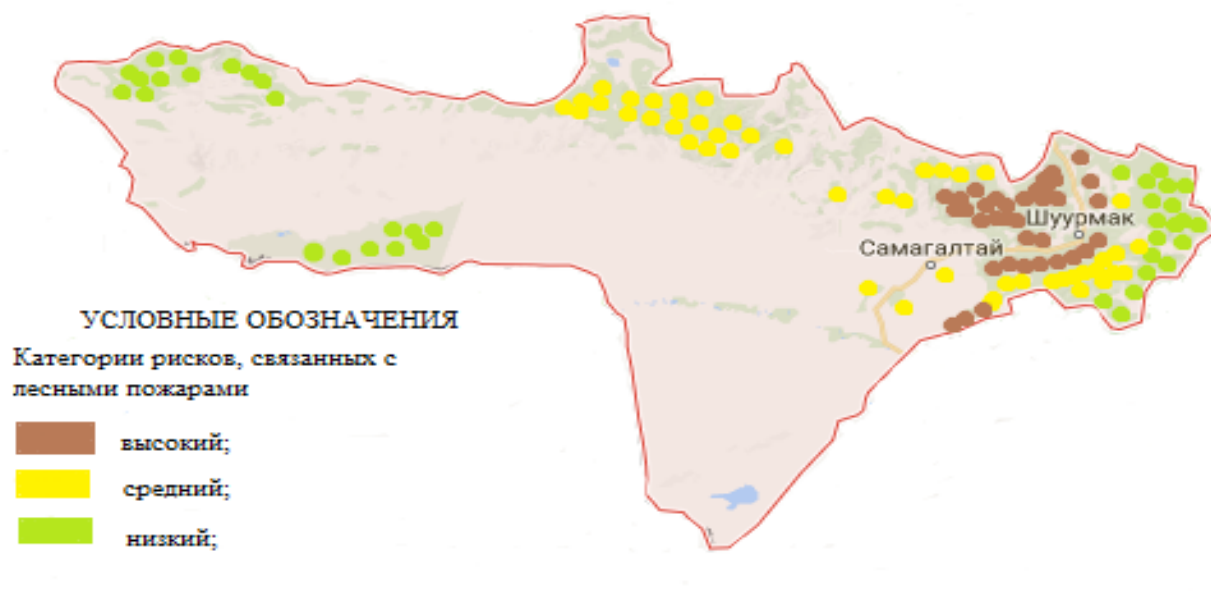 Шуурмак
Самагалтай
УСЛОВНЫЕ ОБОЗНАЧЕНИЯ
Категории рисков, связанных с
лесными пожарами
высокий;
средний;
низкий;